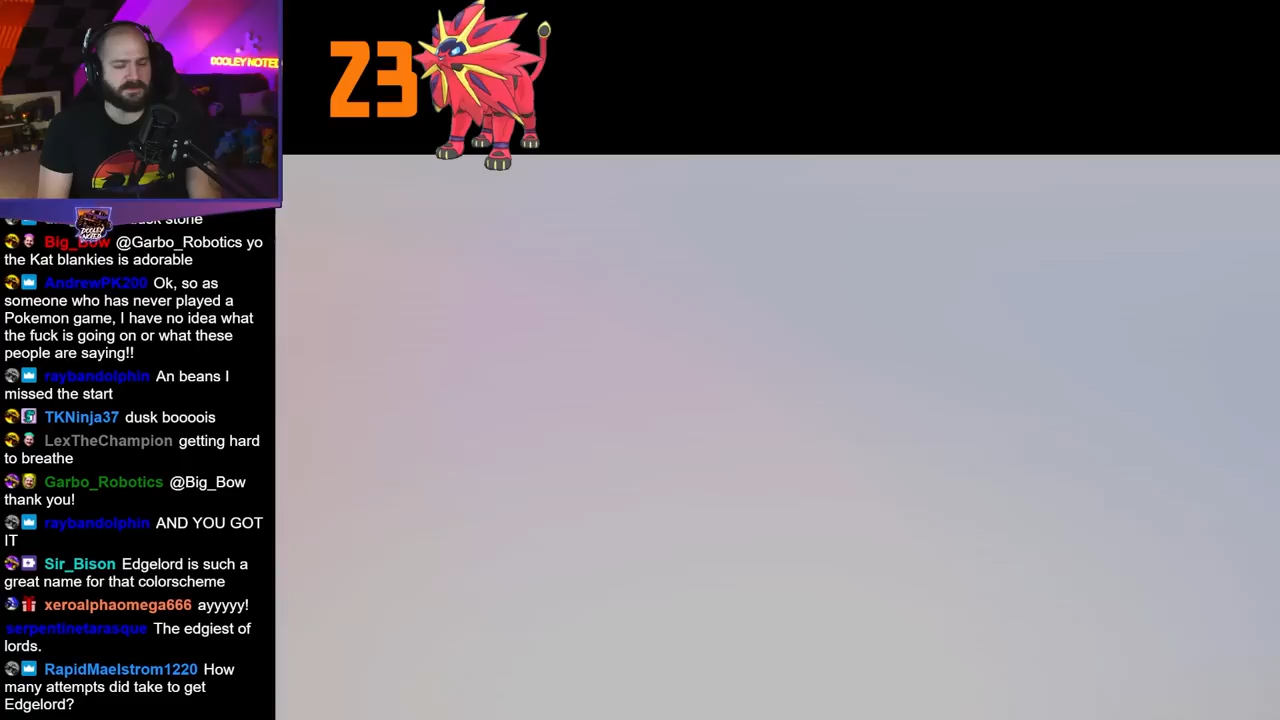 DOOLEY NOTED
23
DOOLEY NOTED
dusk stone
Big_Bow @Garbo_Robotics yo
the Kat blankies is adorable
AndrewPK200 Ok, so as
someone who has never played a
Pokemon game, I have no idea what
the fuck is going on or what these
people are saying!!
raybandolphin An beans I
missed the start
TKNinja37 dusk boooois
LexTheChampion getting hard
to breathe
Garbo_Robotics @Big_Bow
thank you!
raybandolphin AND YOU GOT
IT
Sir_Bison Edgelord is such a
great name for that colorscheme
xeroalphaomega666 ayyyyy!
serpentinetarasque The edgiest of
lords.
RapidMaelstrom1220 How
many attempts did take to get
Edgelord?